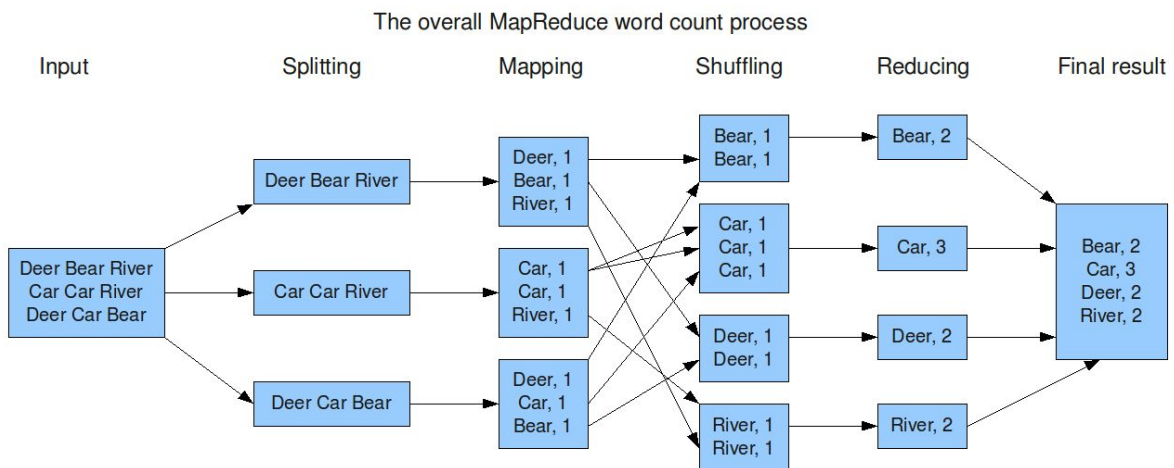 The overall MapReduce word count process
Input
Splitting
Mapping
Shuffling
Reducing
Final result
Deer Bear River
Car Car River
Deer Car Bear
Deer Bear River
Car Car River
Deer Car Bear
Deer, 1
Bear, 1
River, 1
Car, 1
Car, 1
River, 1
Deer, 1
Car, 1
Bear, 1
Bear, 1
Bear, 1
Car, 1
Car, 1
Car, 1
Deer, 1
Deer, 1
River, 1
River, 1
Bear, 2
Car, 3
Deer, 2
River, 2
Bear, 2
Car, 3
Deer, 2
River, 2